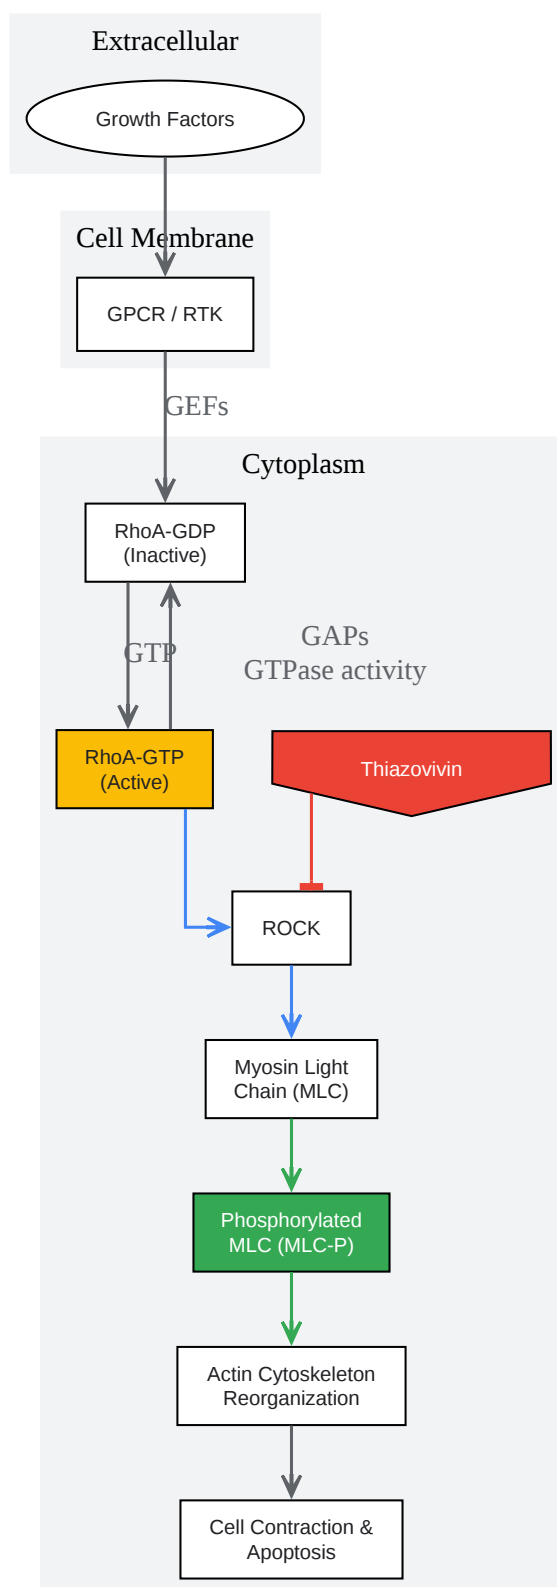 Extracellular
Growth Factors
Cell Membrane
GPCR / RTK
GEFs
Cytoplasm
RhoA-GDP
(Inactive)
GTP
GAPs
GTPase activity
RhoA-GTP
(Active)
Thiazovivin
ROCK
Myosin Light
Chain (MLC)
Phosphorylated
MLC (MLC-P)
Actin Cytoskeleton
Reorganization
Cell Contraction &
Apoptosis